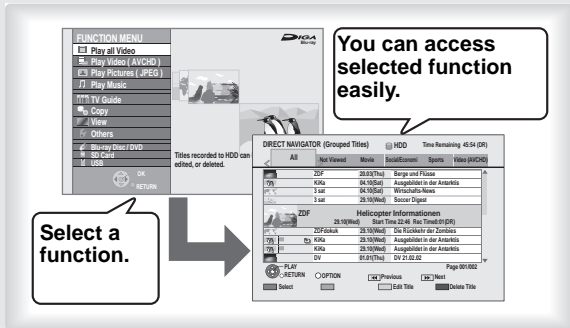 FUNCTION MENU
Play all Video
Play Video ( AVCHD )
Play Pictures ( JPEG )
Play Music
TV Guide
Copy
View
Others
Blu-ray Disc / DVD
SD Card
USB
OK
RETURN
DIGA
Blu-ray
Titles recorded to HDD can
edited, or deleted.
You can access
selected function
easily.
Select a
function.
DIRECT NAVIGATOR (Grouped Titles) HDD Time Remaining 45:54 (DR)
All Not Viewed Movie Social/Economi Sports Video (AVCHD)
ZDF 20.03(Thu) Berge und Flüsse
KiKa 04.10(Sat) Ausgebildet in der Antarktis
3 sat 04.10(Sat) Wirtschafts-News
3 sat 29.10(Wed) Soccer Digest
ZDF Helicopter Informationen
29.10(Wed) Start Time 22:46 Rec Time0:01(DR)
ZDFdokuk 29.10(Wed) Die Rückkehr der Zombies
KiKa 29.10(Wed) Ausgebildet in der Antarktis
KiKa 29.10(Wed) Ausgebildet in der Antarktis
DV 01.01(Thu) DV 21.02.02
Page 001/002
PLAY
RETURN OPTION Previous Next
Select Edit Title Delete Title